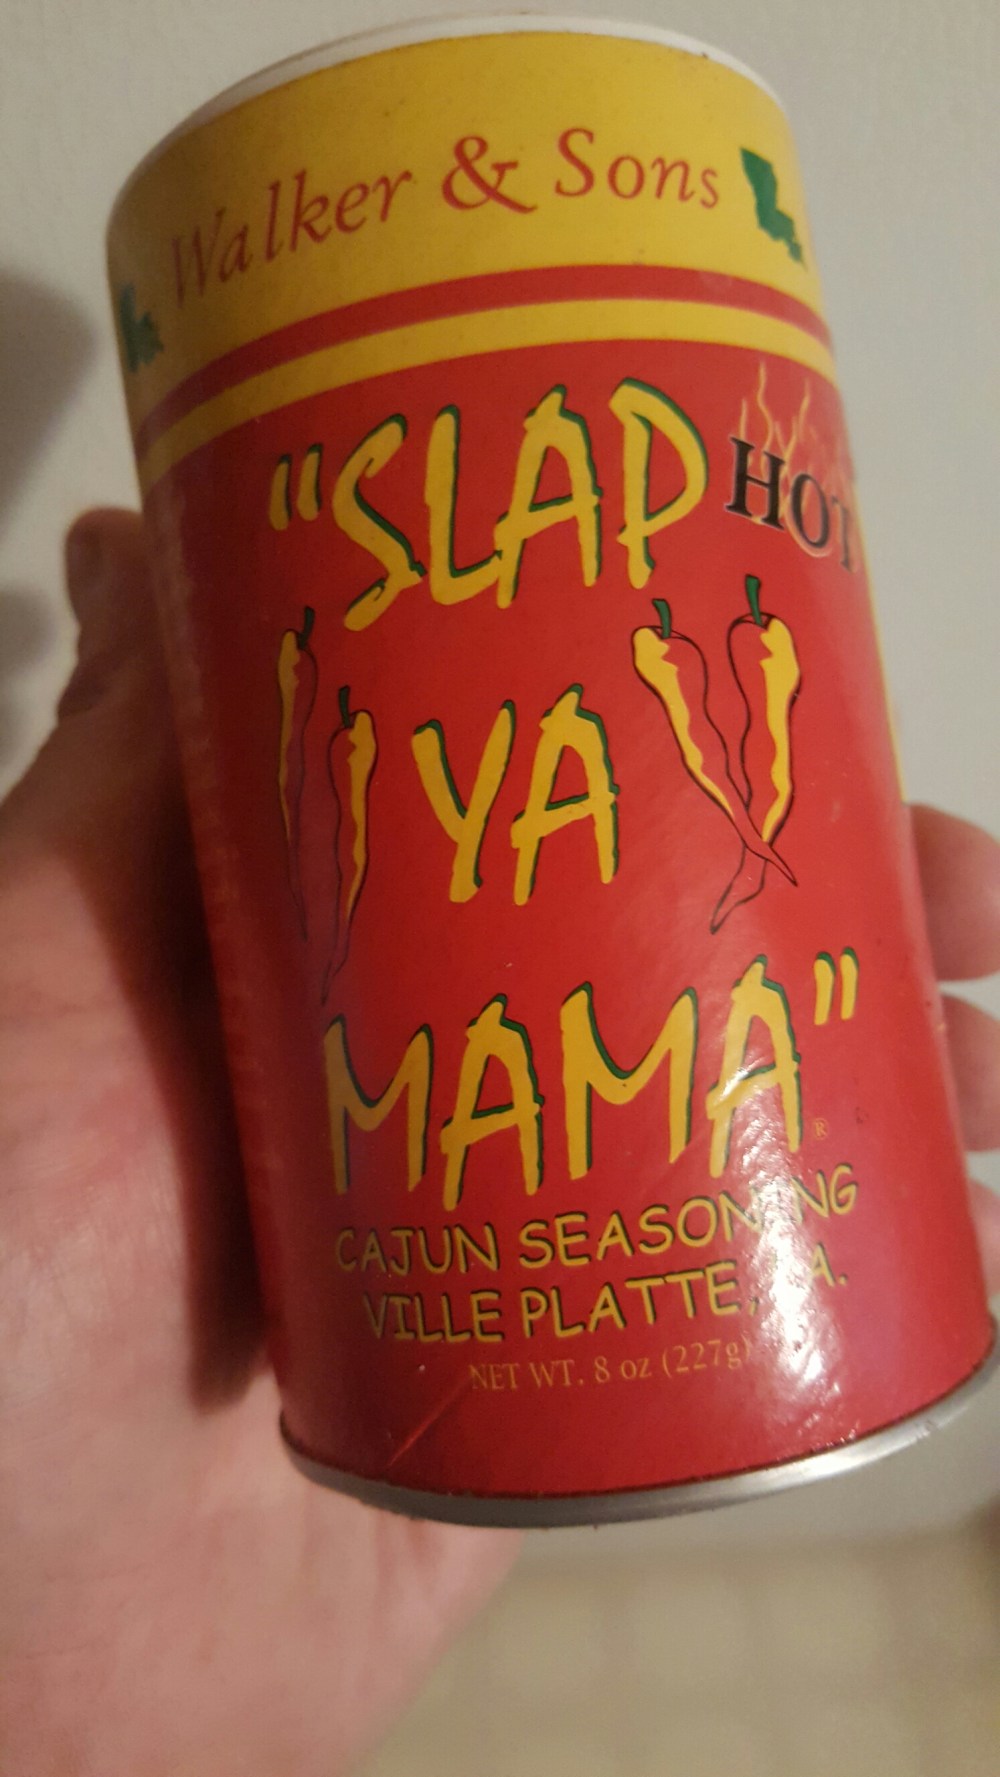 Walker & Sons
"SLAP
HOT
YA
MAMA"®
CAJUN SEASONING
VILLE PLATTE, LA.
NET WT. 8 oz (227g)